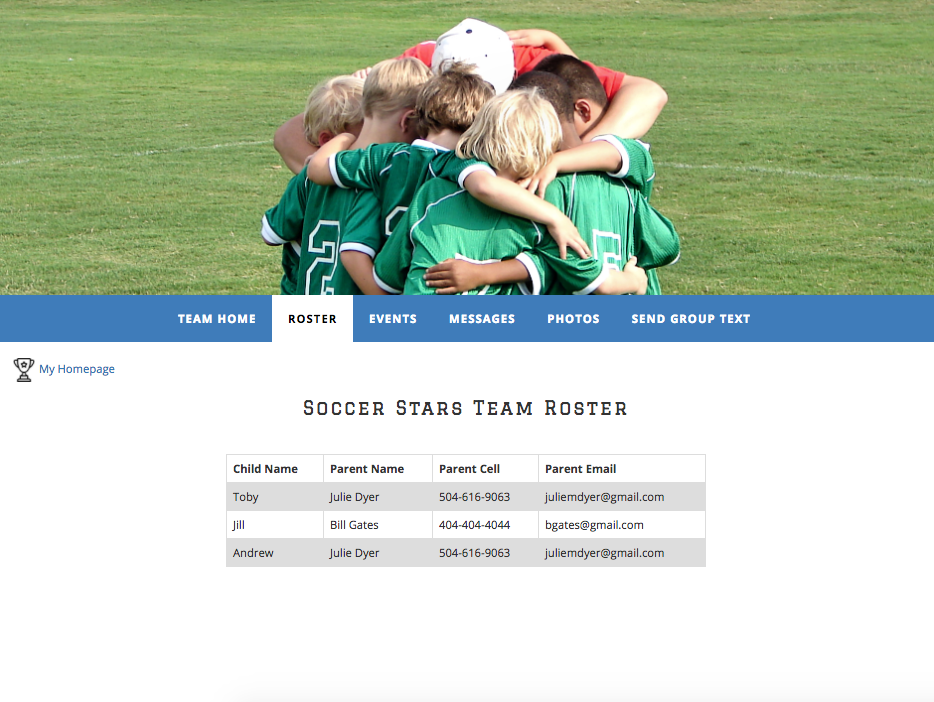 2
5
TEAM HOME ROSTER EVENTS MESSAGES PHOTOS SEND GROUP TEXT
My Homepage
Soccer Stars Team Roster
Child Name Parent Name Parent Cell Parent Email
Toby Julie Dyer 504-616-9063 juliemdyer@gmail.com
Jill Bill Gates 404-404-4044 bgates@gmail.com
Andrew Julie Dyer 504-616-9063 juliemdyer@gmail.com